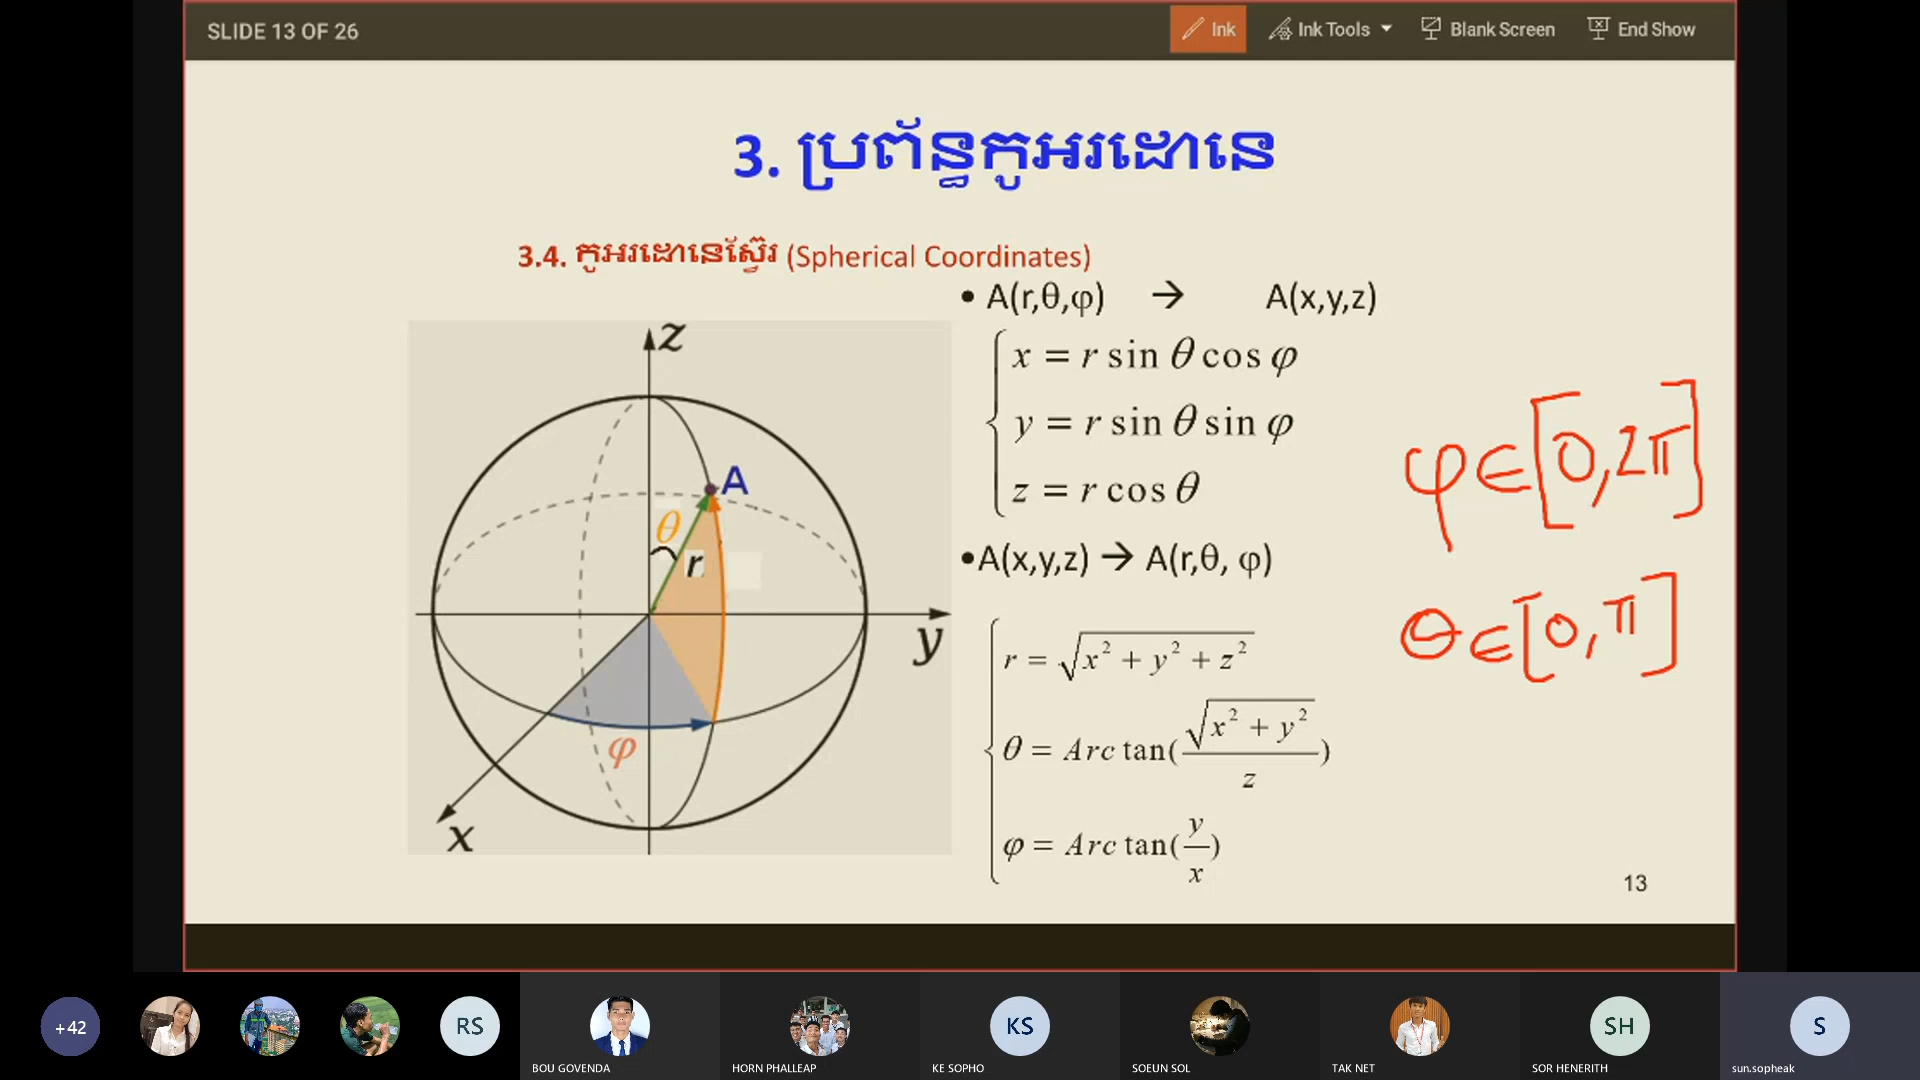 SLIDE 13 OF 26
Ink
Ink Tools
Blank Screen
End Show
3. ប្រព័ន្ធកូអរដោនេ
3.4. កូអរដោនេស្វ៊ែរ (Spherical Coordinates)
• A(r,θ,φ) → A(x,y,z)
x = r sin θ cos φ
y = r sin θ sin φ
z = r cos θ
φ∈[0,2π]
•A(x,y,z) → A(r,θ, φ)
θ∈[0,π]
r = √(x² + y² + z²)
θ = Arc tan(√(x² + y²)/z)
φ = Arc tan(y/x)
z
A
θ
r
y
φ
x
13
+42
RS
KS
SH
S
BOU GOVENDA
HORN PHALLEAP
KE SOPHO
SOEUN SOL
TAK NET
SOR HENERITH
sun.sopheak